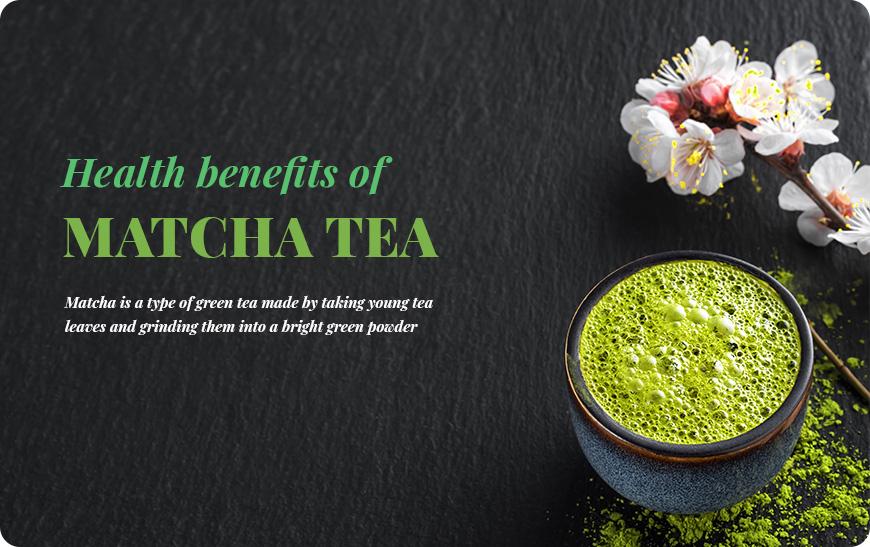 Health benefits of
MATCHA TEA
Matcha is a type of green tea made by taking young tea
leaves and grinding them into a bright green powder